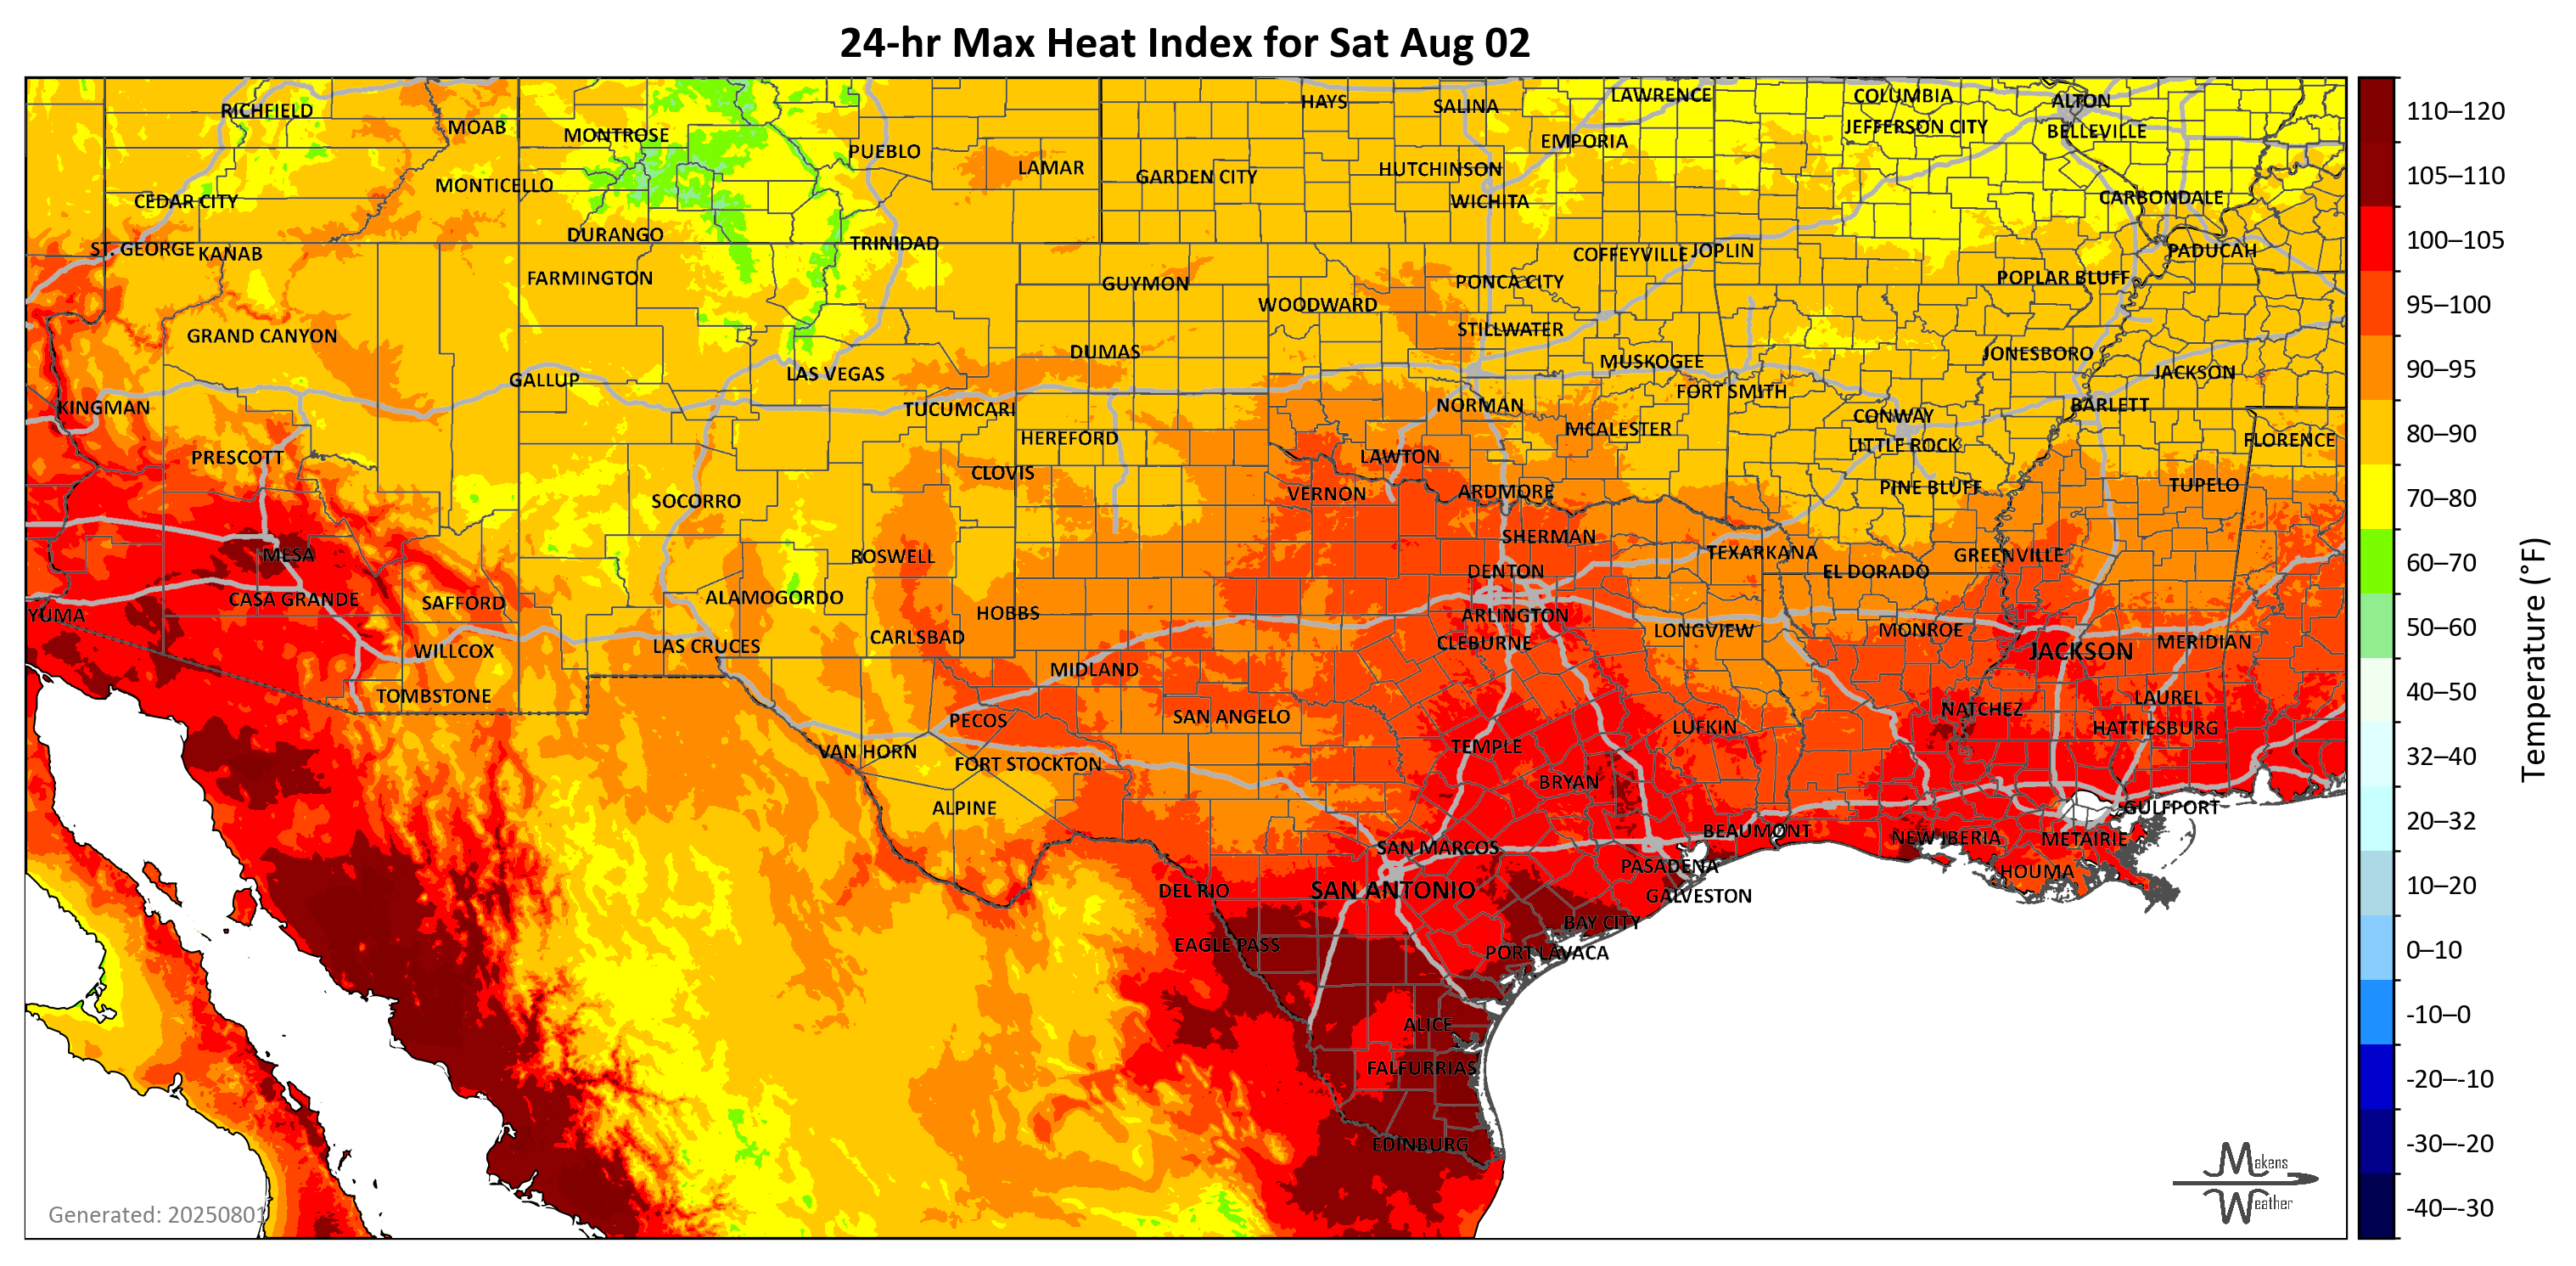 24-hr Max Heat Index for Sat Aug 02
RICHFIELD
MOAB
MONTROSE
PUEBLO
LAMAR
HAYS
SALINA
LAWRENCE
COLUMBIA
ALTON
EMPORIA
JEFFERSON CITY
BELLEVILLE
MONTICELLO
GARDEN CITY
HUTCHINSON
CEDAR CITY
WICHITA
CARBONDALE
DURANGO
TRINIDAD
ST. GEORGE
KANAB
COFFEYVILLE
JOPLIN
PADUCAH
FARMINGTON
GUYMON
PONCA CITY
POPLAR BLUFF
WOODWARD
GRAND CANYON
STILLWATER
DUMAS
MUSKOGEE
JONESBORO
GALLUP
LAS VEGAS
FORT SMITH
JACKSON
KINGMAN
TUCUMCARI
NORMAN
CONWAY
BARLETT
HEREFORD
MCALESTER
LITTLE ROCK
FLORENCE
PRESCOTT
CLOVIS
LAWTON
SOCORRO
VERNON
ARDMORE
PINE BLUFF
TUPELO
MESA
ROSWELL
SHERMAN
TEXARKANA
GREENVILLE
DENTON
EL DORADO
YUMA
CASA GRANDE
SAFFORD
ALAMOGORDO
HOBBS
ARLINGTON
WILLCOX
LAS CRUCES
CARLSBAD
CLEBURNE
LONGVIEW
MONROE
JACKSON
MERIDIAN
TOMBSTONE
MIDLAND
LAUREL
PECOS
SAN ANGELO
LUFKIN
NATCHEZ
HATTIESBURG
VAN HORN
FORT STOCKTON
TEMPLE
BRYAN
ALPINE
GULFPORT
SAN MARCOS
BEAUMONT
NEW IBERIA
METAIRIE
DEL RIO
SAN ANTONIO
PASADENA
GALVESTON
HOUMA
EAGLE PASS
BAY CITY
PORT LAVACA
ALICE
FALFURRIAS
EDINBURG
Generated: 20250801
Makens
Weather
110–120
105–110
100–105
95–100
90–95
80–90
70–80
60–70
50–60
40–50
32–40
20–32
10–20
0–10
-10–0
-20–-10
-30–-20
-40–-30
Temperature (°F)